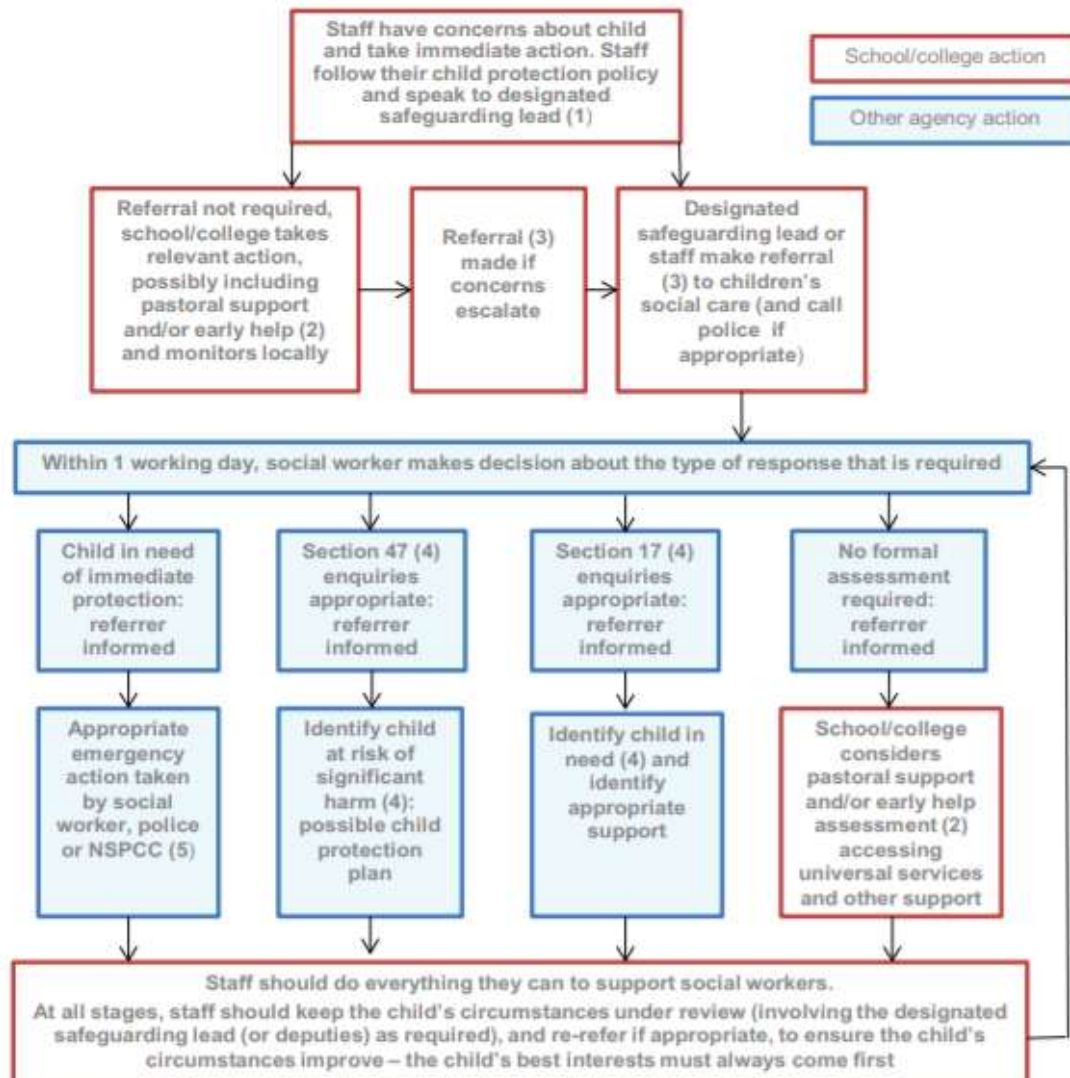 Staff have concerns about child
and take immediate action. Staff
follow their child protection policy
and speak to designated
safeguarding lead (1)
School/college action
Other agency action
Referral not required,
school/college takes
relevant action,
possibly including
pastoral support
and/or early help (2)
and monitors locally
Referral (3)
made if
concerns
escalate
Designated
safeguarding lead or
staff make referral
(3) to children's
social care (and call
police if
appropriate)
Within 1 working day, social worker makes decision about the type of response that is required
Child in need
of immediate
protection:
referrer
informed
Section 47 (4)
enquiries
appropriate:
referrer
informed
Section 17 (4)
enquiries
appropriate:
referrer
informed
No formal
assessment
required:
referrer
informed
Appropriate
emergency
action taken
by social
worker, police
or NSPCC (5)
Identify child
at risk of
significant
harm (4):
possible child
protection
plan
Identify child in
need (4) and
identify
appropriate
support
School/college
considers
pastoral support
and/or early help
assessment (2)
accessing
universal services
and other support
Staff should do everything they can to support social workers.
At all stages, staff should keep the child's circumstances under review (involving the designated
safeguarding lead (or deputies) as required), and re-refer if appropriate, to ensure the child's
circumstances improve – the child's best interests must always come first